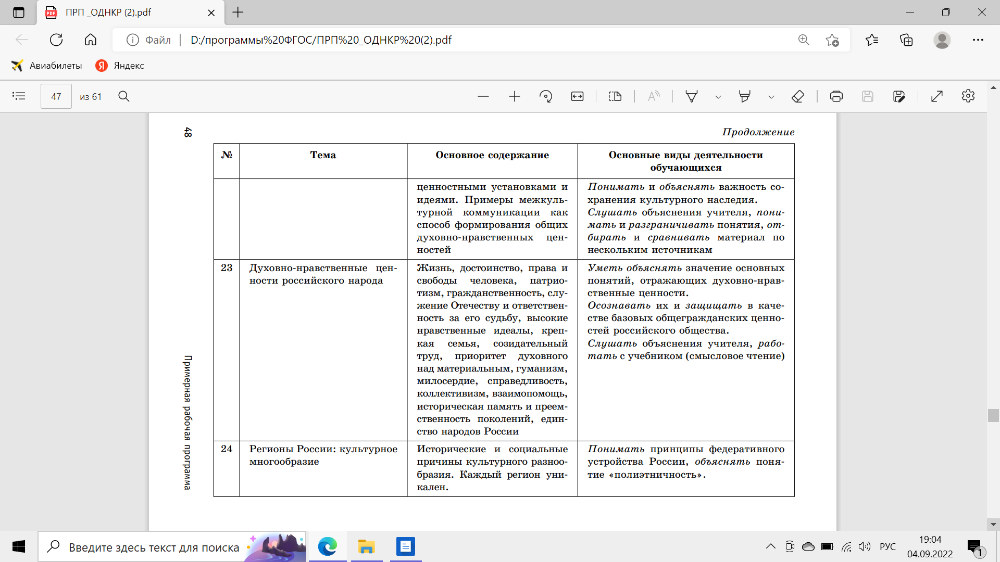 ПРП _ОДНКР (2).pdf
Файл
D:/программы%20ФГОС/ПРП%20_ОДНКР%20(2).pdf
Авиабилеты
Яндекс
47
из 61
48
Продолжение
№
Тема
Основное содержание
Основные виды деятельности
обучающихся
ценностными установками и
идеями. Примеры межкуль-
турной коммуникации как
способ формирования общих
духовно-нравственных цен-
ностей
Понимать и объяснять важность со-
хранения культурного наследия.
Слушать объяснения учителя, пони-
мать и разграничивать понятия, от-
бирать и сравнивать материал по
нескольким источникам
23
Духовно-нравственные цен-
ности российского народа
Жизнь, достоинство, права и
свободы человека, патрио-
тизм, гражданственность, слу-
жение Отечеству и ответствен-
ность за его судьбу, высокие
нравственные идеалы, креп-
кая семья, созидательный
труд, приоритет духовного
над материальным, гуманизм,
милосердие, справедливость,
коллективизм, взаимопомощь,
историческая память и преем-
ственность поколений, един-
ство народов России
Уметь объяснять значение основных
понятий, отражающих духовно-нрав-
ственные ценности.
Осознавать их и защищать в каче-
стве базовых общегражданских ценно-
стей российского общества.
Слушать объяснения учителя, рабо-
тать с учебником (смысловое чтение)
24
Регионы России: культурное
многообразие
Исторические и социальные
причины культурного разноо-
бразия. Каждый регион уни-
кален.
Понимать принципы федеративного
устройства России, объяснять поня-
тие «полиэтничность».
Примерная рабочая программа
Введите здесь текст для поиска
РУС
19:04
04.09.2022
1